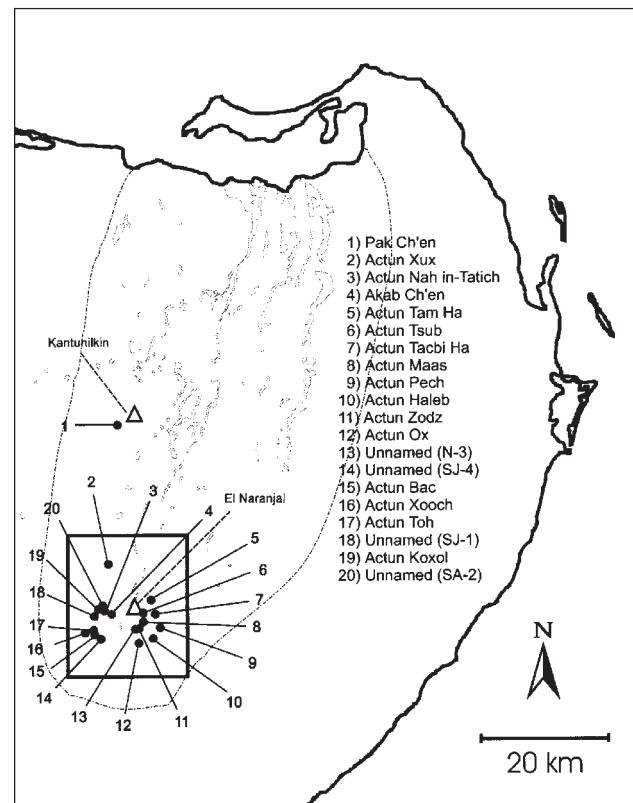 1) Pak Ch'en
2) Actun Xux
3) Actun Nah in-Tatich
4) Akab Ch'en
5) Actun Tam Ha
6) Actun Tsub
7) Actun Tacbi Ha
8) Actun Maas
9) Actun Pech
10) Actun Haleb
11) Actun Zodz
12) Actun Ox
13) Unnamed (N-3)
14) Unnamed (SJ-4)
15) Actun Bac
16) Actun Xooch
17) Actun Toh
18) Unnamed (SJ-1)
19) Actun Koxol
20) Unnamed (SA-2)
Kantunilkin
1
El Naranjal
2
3
4
20
5
19
6
18
7
17
8
16
9
15
10
14
13
12
11
N
20 km